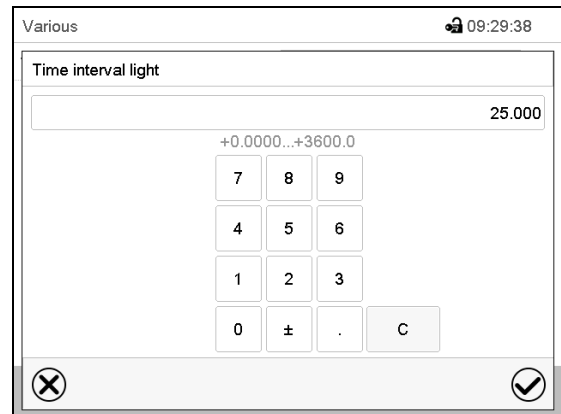 Various 09:29:38
Time interval light
25.000
+0.0000...+3600.0
7 8 9
4 5 6
1 2 3
0 ± . C